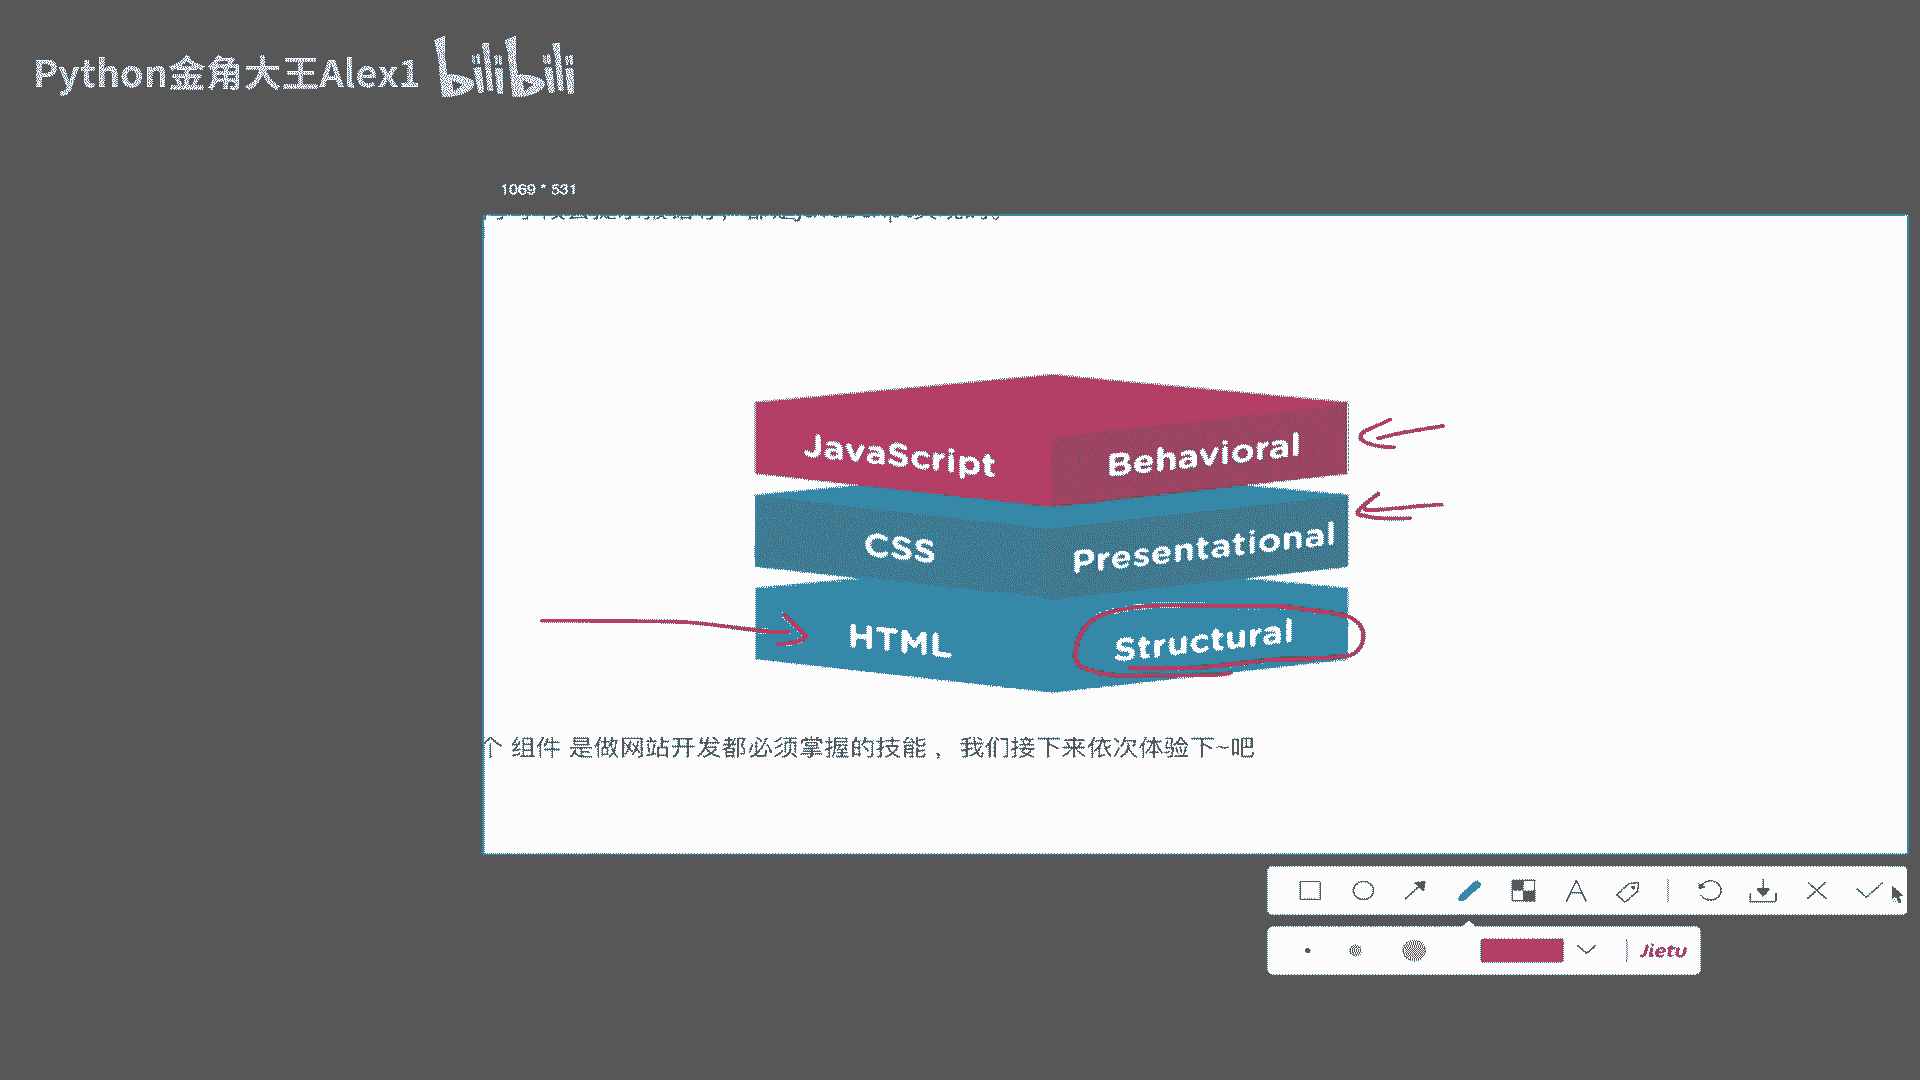 Python金角大王Alex1 bilibili
1069 * 531
JavaScript
Behavioral
CSS
Presentational
HTML
Structural
个 组件 是做网站开发都必须掌握的技能 ，我们接下来依次体验下~吧
A
Jietu